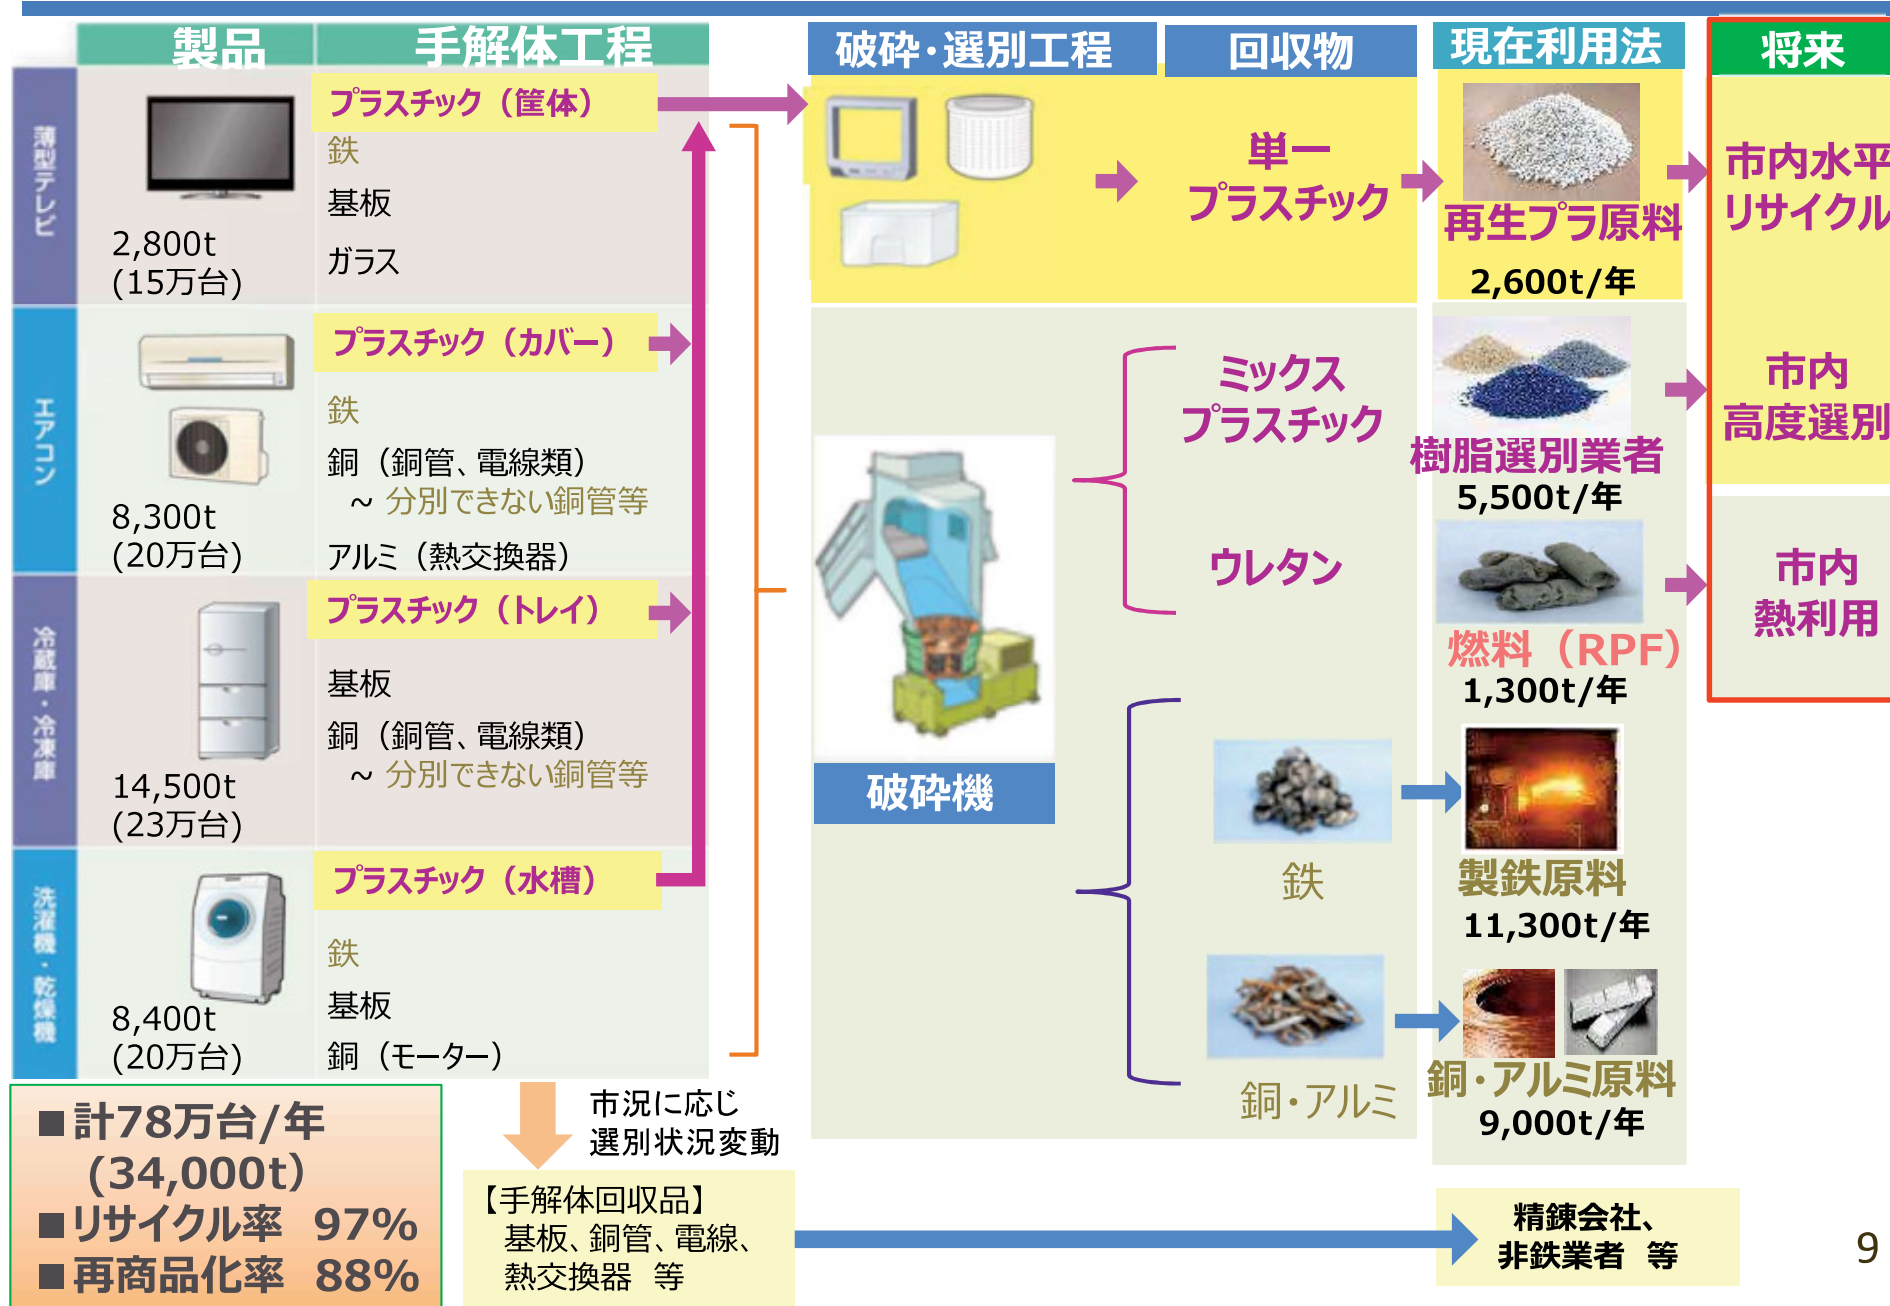 製品
手解体工程
破砕・選別工程
回収物
現在利用法
将来
薄型テレビ
2,800t
(15万台)
プラスチック（筐体）
鉄
基板
ガラス
エアコン
8,300t
(20万台)
プラスチック（カバー）
鉄
銅（銅管、電線類）
～ 分別できない銅管等
アルミ（熱交換器）
冷蔵庫・冷凍庫
14,500t
(23万台)
プラスチック（トレイ）
基板
銅（銅管、電線類）
～ 分別できない銅管等
洗濯機・乾燥機
8,400t
(20万台)
プラスチック（水槽）
鉄
基板
銅（モーター）
破砕機
単一
プラスチック
ミックス
プラスチック
ウレタン
鉄
銅・アルミ
再生プラ原料
2,600t/年
樹脂選別業者
5,500t/年
燃料（RPF）
1,300t/年
製鉄原料
11,300t/年
銅・アルミ原料
9,000t/年
市内水平
リサイクル
市内
高度選別
市内
熱利用
■計78万台/年
(34,000t）
■リサイクル率 97%
■再商品化率 88%
市況に応じ
選別状況変動
【手解体回収品】
基板、銅管、電線、
熱交換器 等
精錬会社、
非鉄業者 等
9